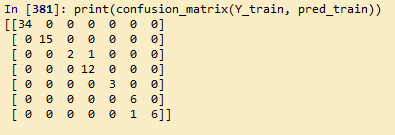 In [381]: print(confusion_matrix(Y_train, pred_train))
[[34 0 0 0 0 0 0]
[ 0 15 0 0 0 0 0]
[ 0 0 2 1 0 0 0]
[ 0 0 0 12 0 0 0]
[ 0 0 0 0 3 0 0]
[ 0 0 0 0 0 6 0]
[ 0 0 0 0 0 1 6]]